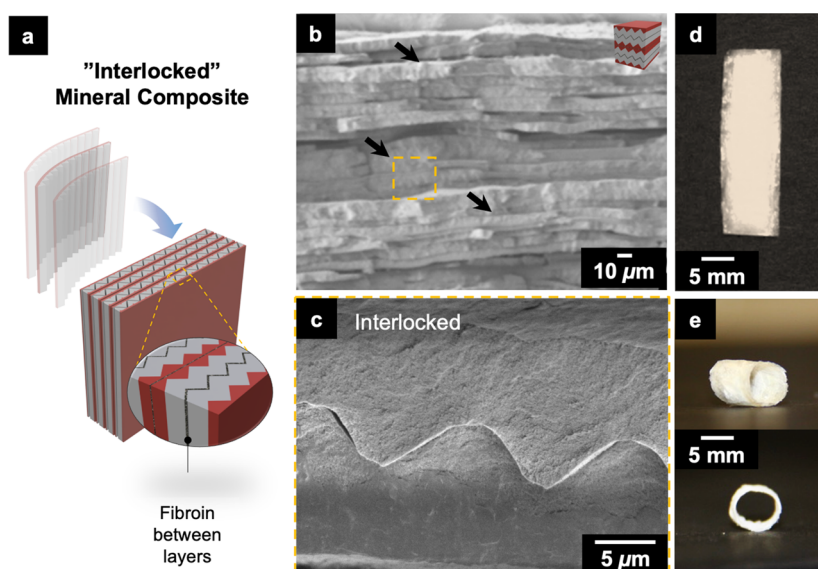 a
"Interlocked"
Mineral Composite
Fibroin
between
layers
b
10 µm
c
Interlocked
5 µm
d
5 mm
e
5 mm